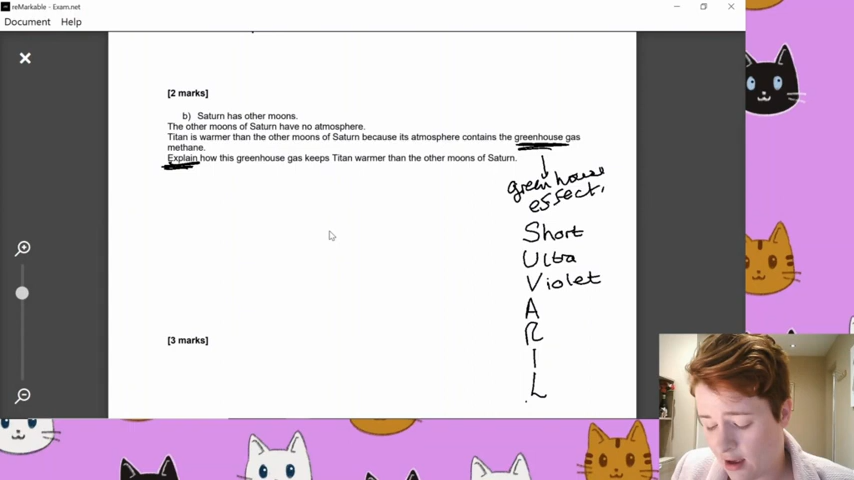 reMarkable - Exam.net
Document Help
[2 marks]
b) Saturn has other moons.
The other moons of Saturn have no atmosphere.
Titan is warmer than the other moons of Saturn because its atmosphere contains the greenhouse gas
methane.
Explain how this greenhouse gas keeps Titan warmer than the other moons of Saturn.
greenhouse
effect.
Short
Ultra
Violet
A
R
I
L
[3 marks]